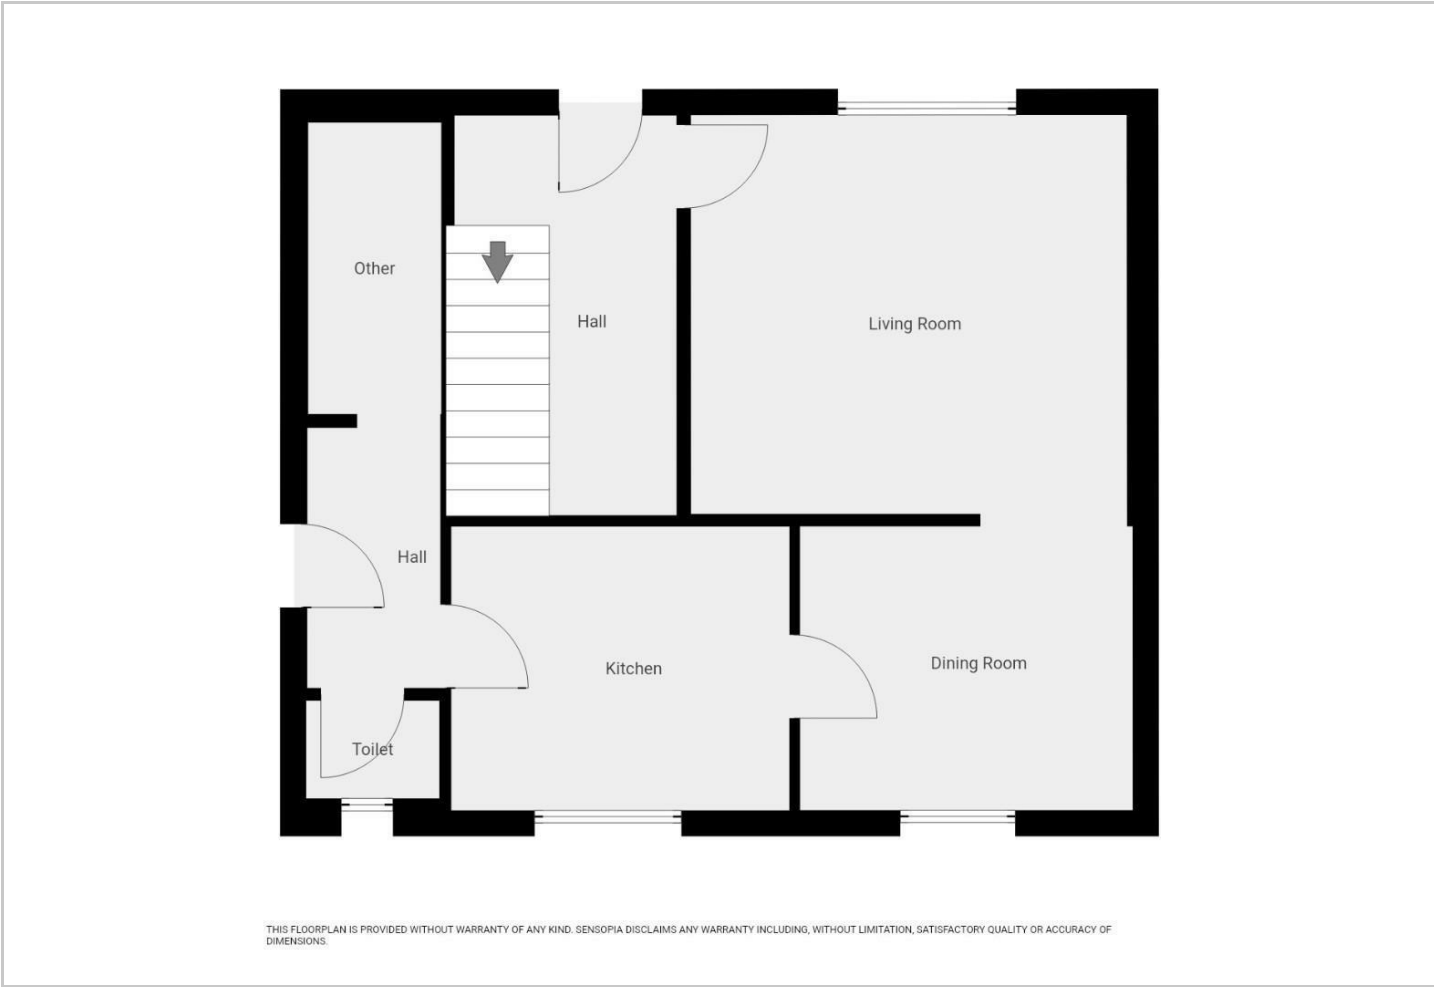 Other
Hall
Living Room
Hall
Kitchen
Dining Room
Toilet
THIS FLOORPLAN IS PROVIDED WITHOUT WARRANTY OF ANY KIND. SENSOPIA DISCLAIMS ANY WARRANTY INCLUDING, WITHOUT LIMITATION, SATISFACTORY QUALITY OR ACCURACY OF
DIMENSIONS.